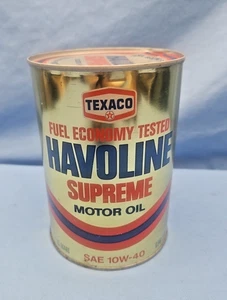 TEXACO
FUEL ECONOMY TESTED
HAVOLINE
SUPREME
MOTOR OIL
SAE 10W-40